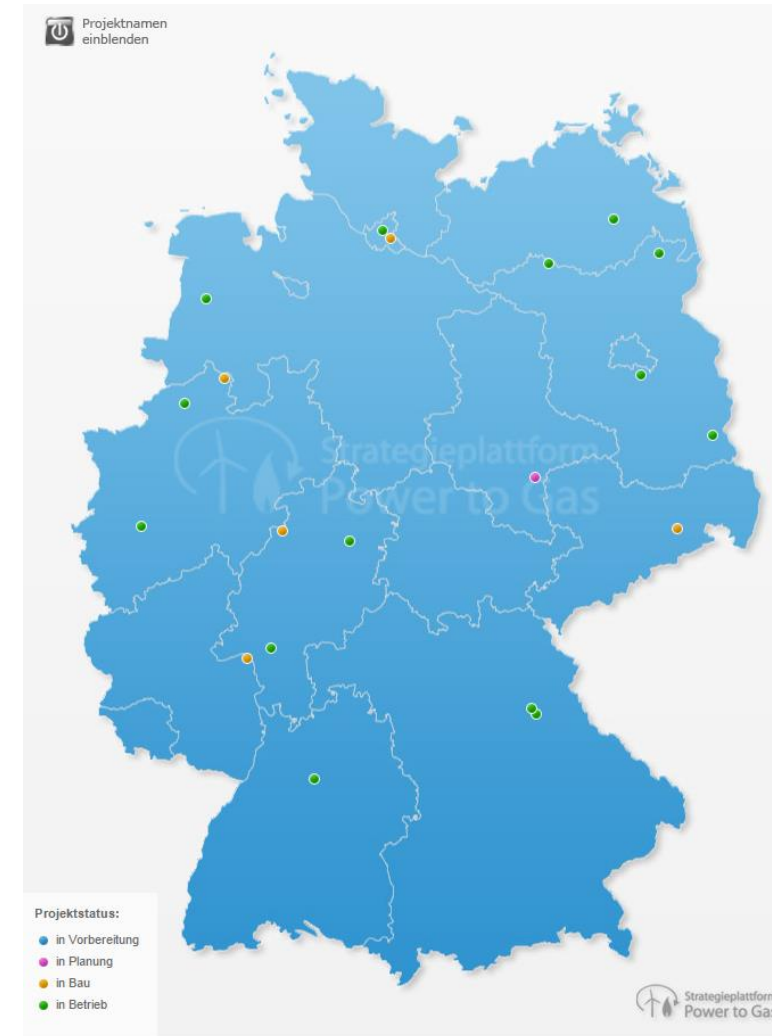 Projektnamen
einblenden
Strategieplattform
Power to Gas
Projektstatus:
in Vorbereitung
in Planung
in Bau
in Betrieb
Strategieplattform
Power to Gas